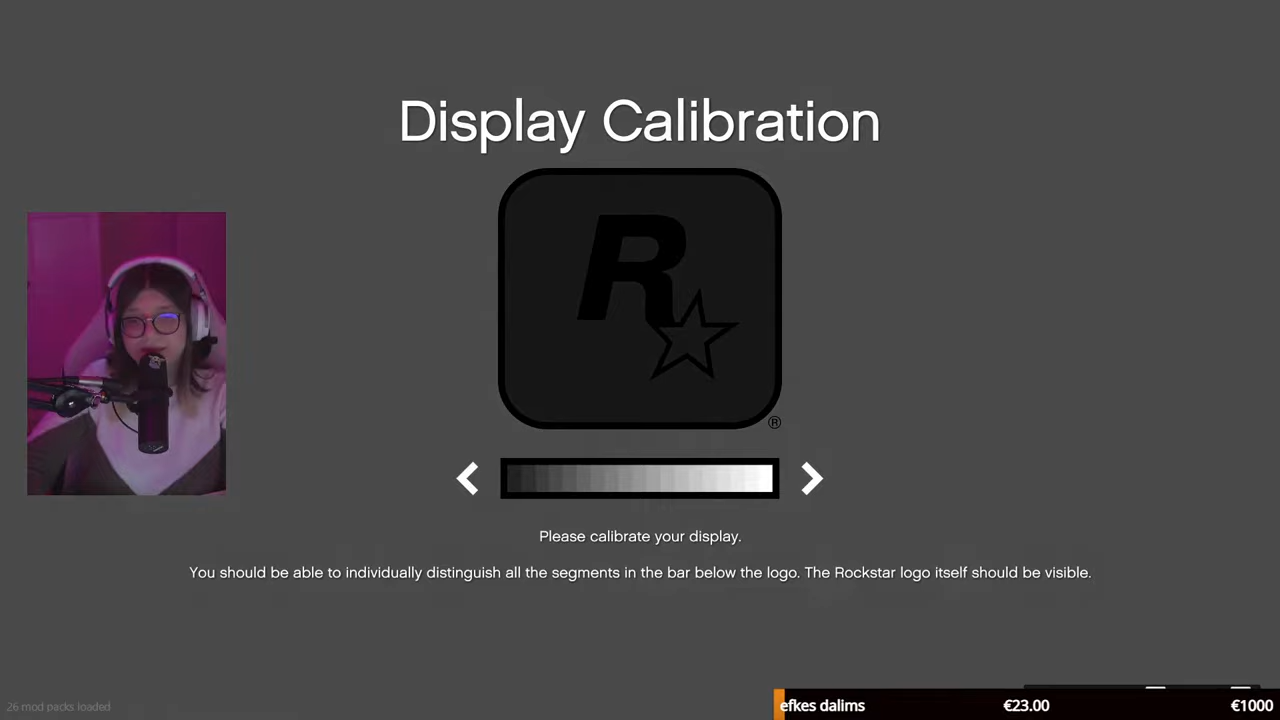 Display Calibration
R
®
Please calibrate your display.
You should be able to individually distinguish all the segments in the bar below the logo. The Rockstar logo itself should be visible.
26 mod packs loaded
efkes dalims €23.00 €1000